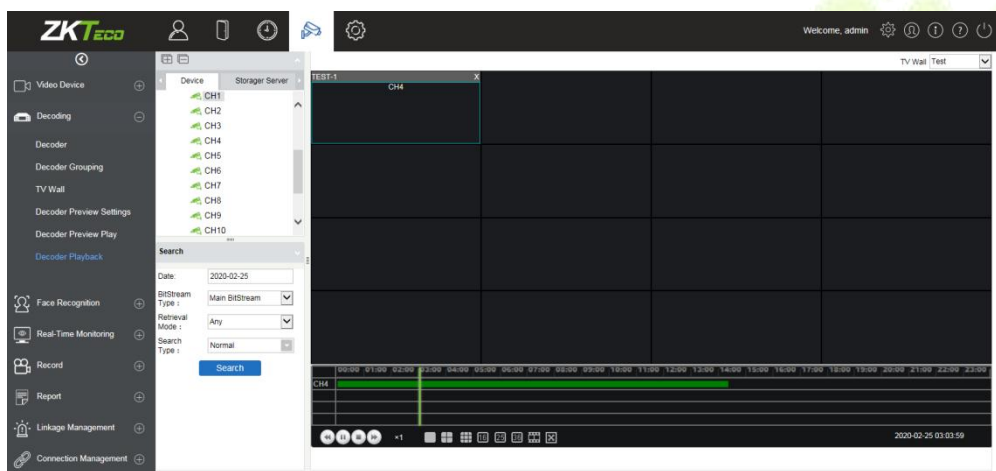 ZKTeco
Welcome, admin
TV Wall Test
Video Device
Decoding
Decoder
Decoder Grouping
TV Wall
Decoder Preview Settings
Decoder Preview Play
Decoder Playback
Face Recognition
Real-Time Monitoring
Record
Report
Linkage Management
Connection Management
Device Storager Server
CH1
CH2
CH3
CH4
CH5
CH6
CH7
CH8
CH9
CH10
Search
Date: 2020-02-25
BitStream
Type : Main BitStream
Retrieval
Mode : Any
Search
Type : Normal
Search
TEST-1 X
CH4
00:00 01:00 02:00 03:00 04:00 05:00 06:00 07:00 08:00 09:00 10:00 11:00 12:00 13:00 14:00 15:00 16:00 17:00 18:00 19:00 20:00 21:00 22:00 23:00
CH4
×1 16 25 36 2020-02-25 03:03:59